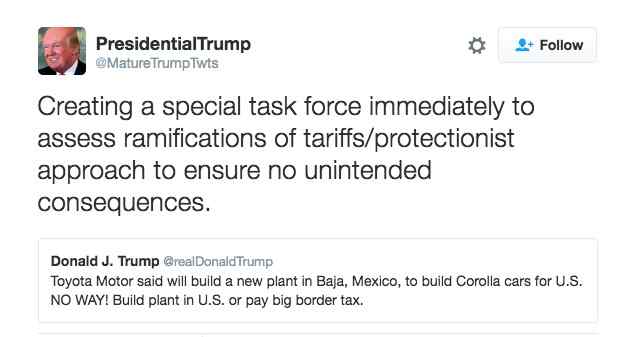 PresidentialTrump
@MatureTrumpTwts
Follow
Creating a special task force immediately to
assess ramifications of tariffs/protectionist
approach to ensure no unintended
consequences.
Donald J. Trump @realDonaldTrump
Toyota Motor said will build a new plant in Baja, Mexico, to build Corolla cars for U.S.
NO WAY! Build plant in U.S. or pay big border tax.